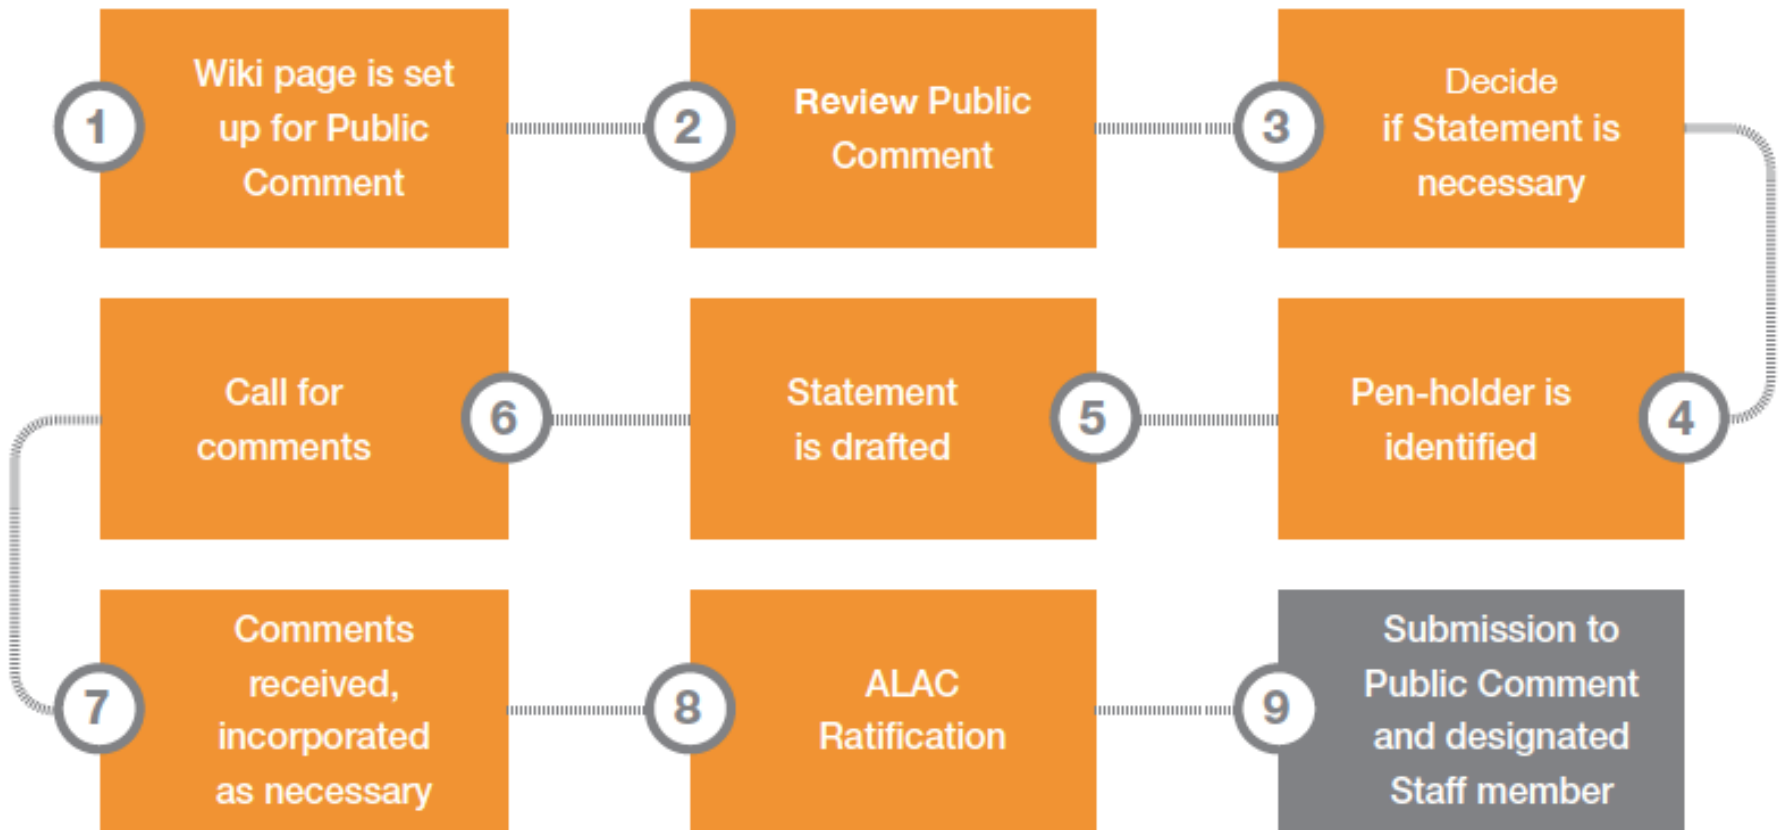 1
Wiki page is set
up for Public
Comment
2
Review Public
Comment
3
Decide
if Statement is
necessary
4
Pen-holder is
identified
5
Statement
is drafted
6
Call for
comments
7
Comments
received,
incorporated
as necessary
8
ALAC
Ratification
9
Submission to
Public Comment
and designated
Staff member